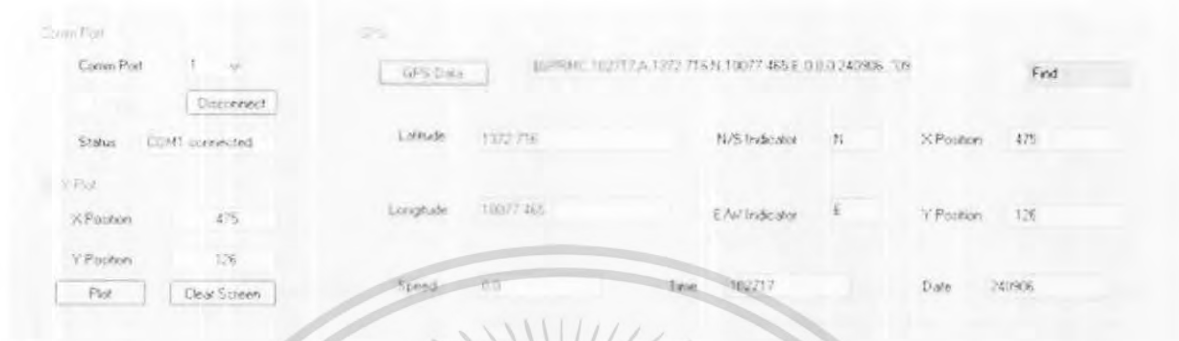 Comm Port
Comm Port 1
Disconnect
Status COM1 connected
Y Plot
X Position 475
Y Position 126
Plot Clear Screen
GPS
GPS Data $GPRMC,102717,A,1372.716,N,10077.465,E,0.0,0,240906, Find
Latitude 1372.716 N/S Indicator N X Position 475
Longitude 10077.465 E/W Indicator E Y Position 126
Speed 0.0 Time 102717 Date 240906